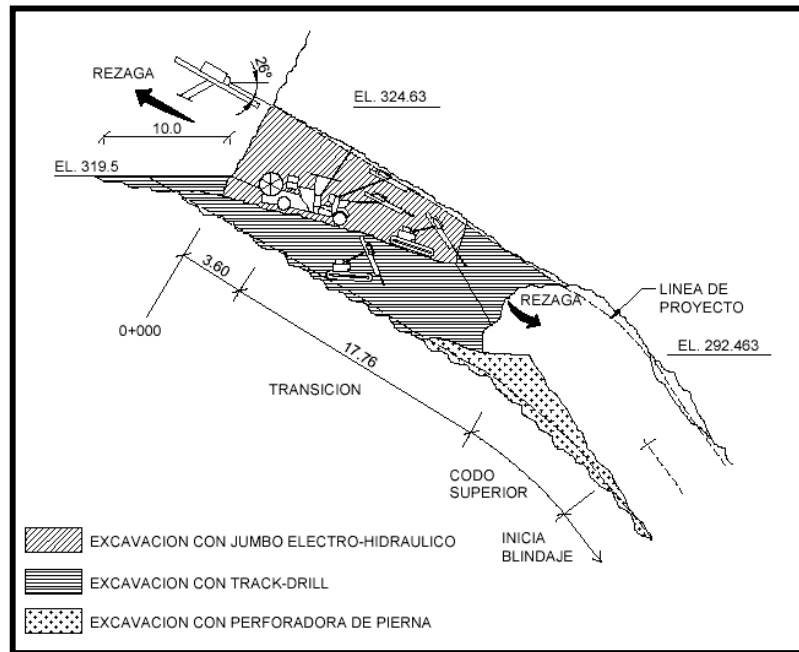 REZAGA
26°
EL. 324.63
10.0
EL. 319.5
3.60
0+000
REZAGA
LINEA DE
PROYECTO
EL. 292.463
17.76
TRANSICION
CODO
SUPERIOR
INICIA
BLINDAJE
EXCAVACION CON JUMBO ELECTRO-HIDRAULICO
EXCAVACION CON TRACK-DRILL
EXCAVACION CON PERFORADORA DE PIERNA